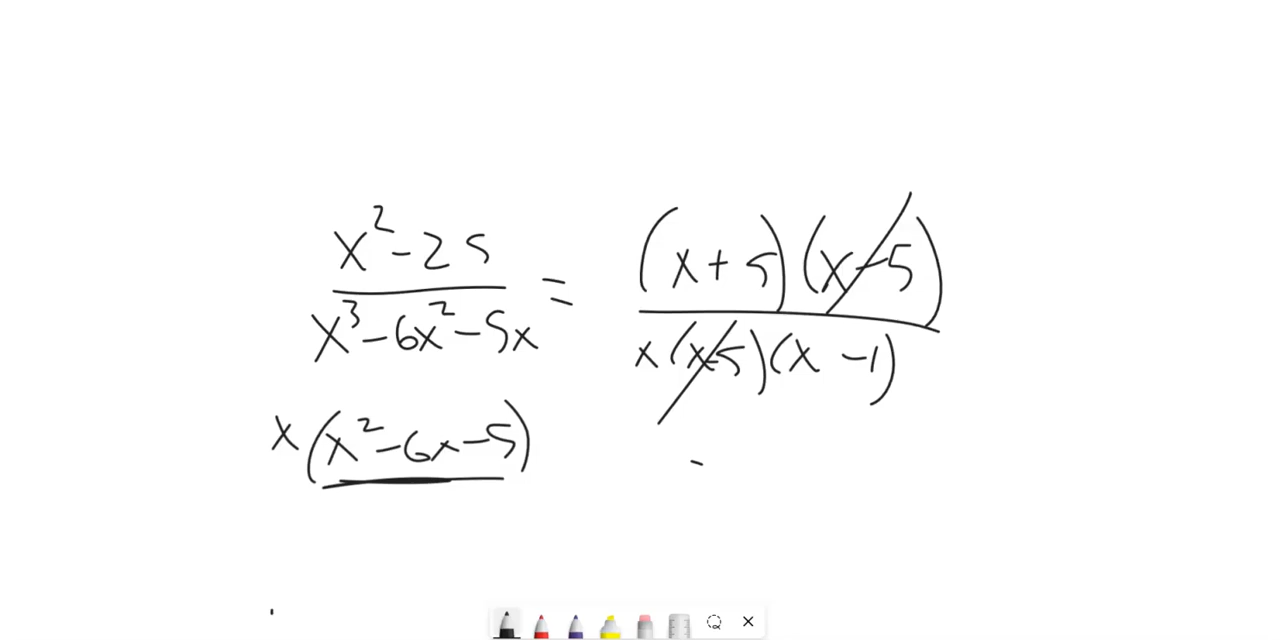 x² - 25 / x³ - 6x² - 5x = (x + 5)(x - 5) / x(x-5)(x - 1)
x(x² - 6x - 5)